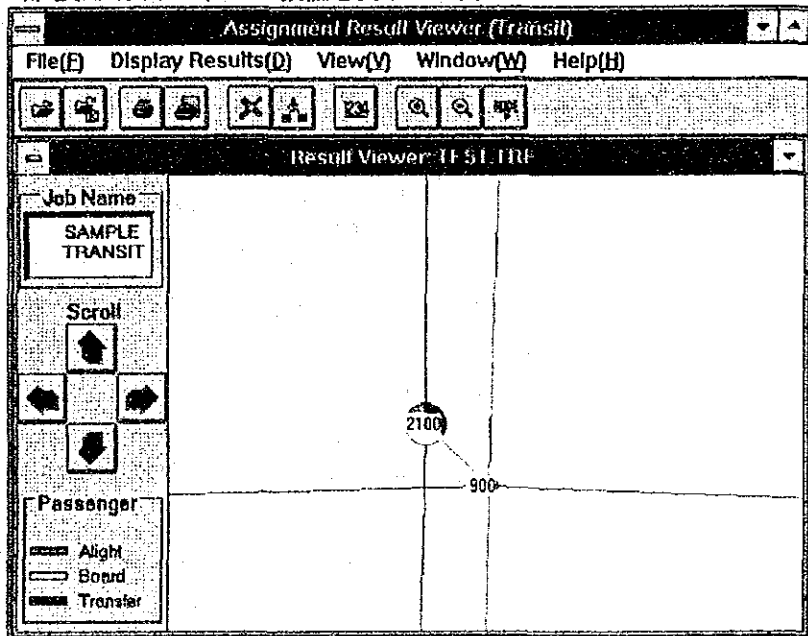 Assignment Result Viewer (Transit)
File(F) Display Results(D) View(V) Window(W) Help(H)
1234
Result Viewer: TEST.TRF
Job Name
SAMPLE
TRANSIT
Scroll
2100
900
Passenger
Alight
Board
Transfer